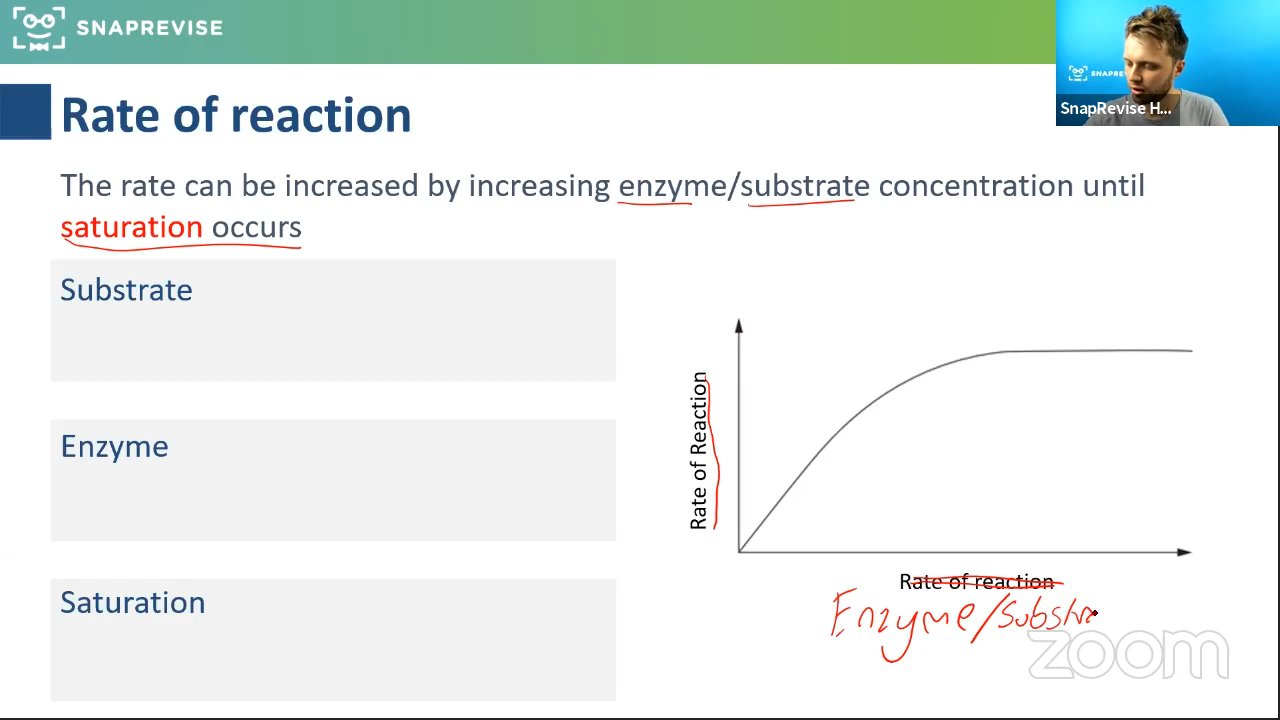 SNAPREVISE
SNAPREVISE H...
Rate of reaction
The rate can be increased by increasing enzyme/substrate concentration until
saturation occurs
Substrate
Enzyme
Saturation
Rate of Reaction
Rate of reaction
Enzyme/Substra
zoom